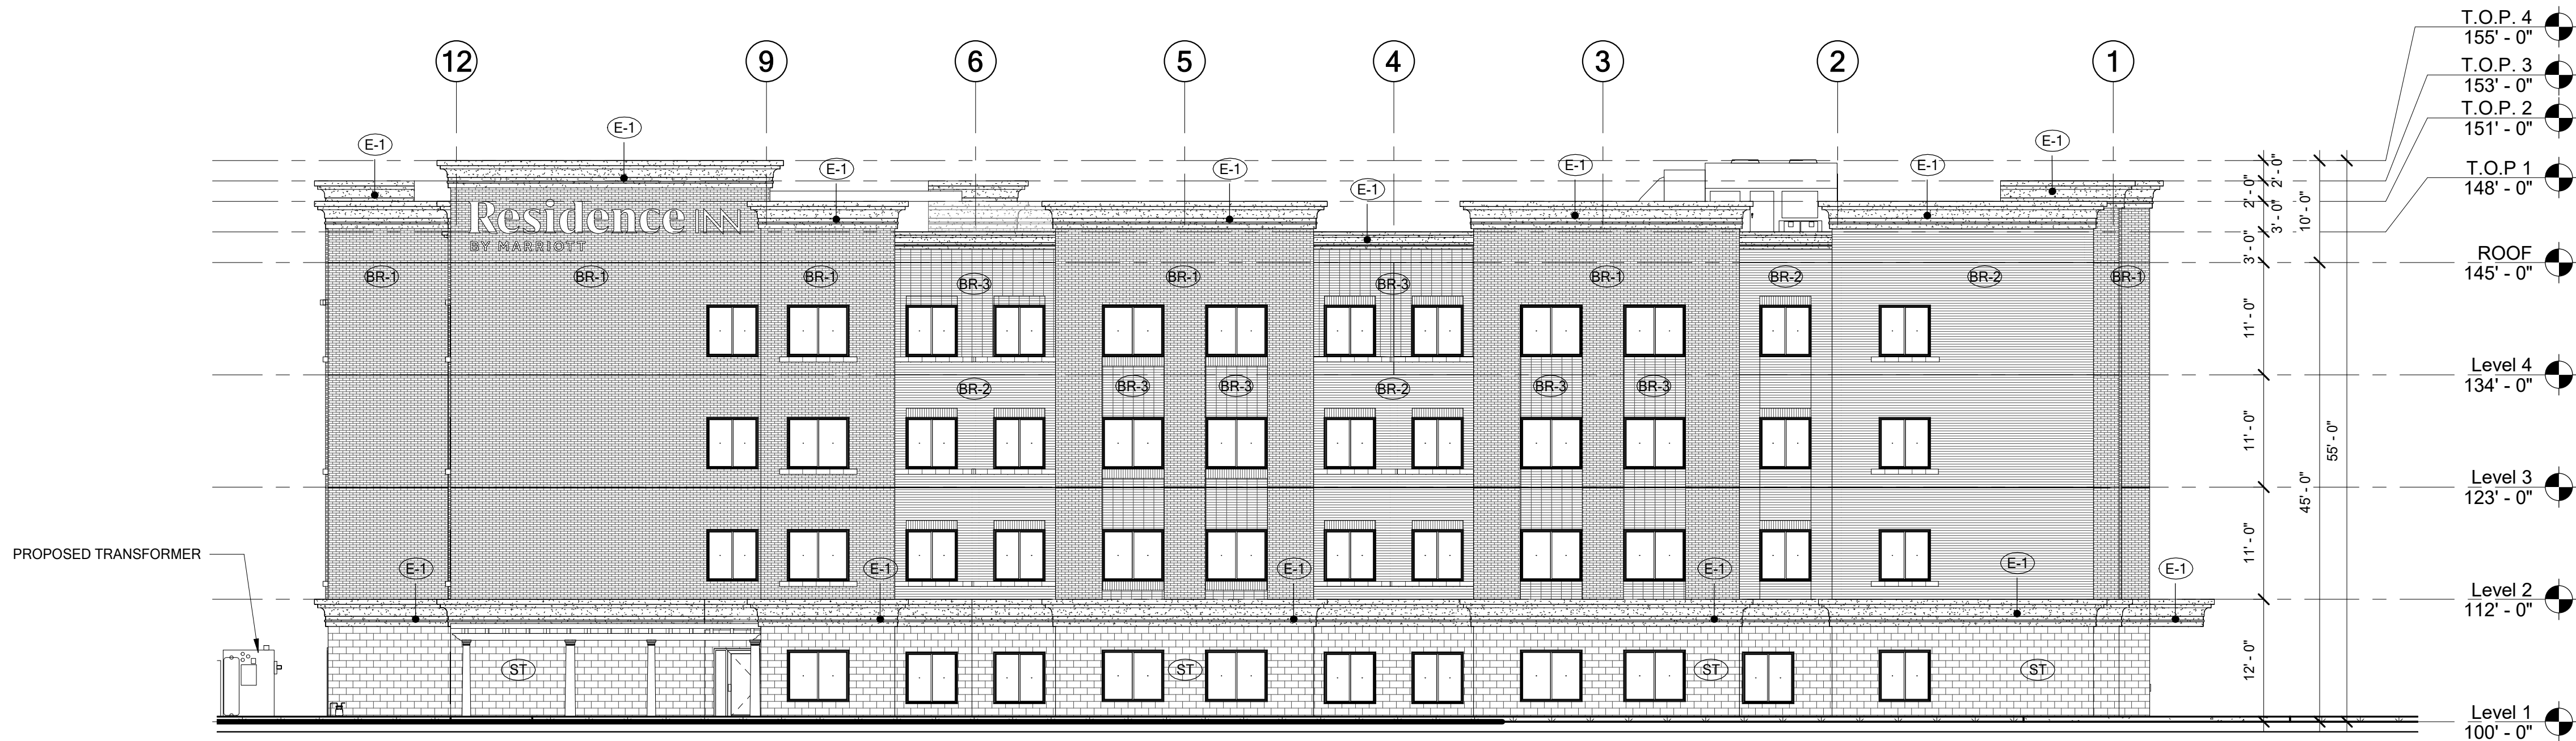 12
9
6
5
4
3
2
1
T.O.P. 4
155' - 0"
T.O.P. 3
153' - 0"
T.O.P. 2
151' - 0"
T.O.P 1
148' - 0"
ROOF
145' - 0"
Level 4
134' - 0"
Level 3
123' - 0"
Level 2
112' - 0"
Level 1
100' - 0"
E-1
E-1
E-1
E-1
E-1
E-1
E-1
E-1
Residence INN
BY MARRIOTT
BR-1
BR-1
BR-1
BR-3
BR-1
BR-3
BR-1
BR-2
BR-2
BR-1
BR-2
BR-3
BR-3
BR-2
BR-3
BR-3
PROPOSED TRANSFORMER
E-1
E-1
E-1
E-1
E-1
E-1
ST
ST
ST
ST
2' - 0"
2' - 0"
3' - 0"
3' - 0"
10' - 0"
11' - 0"
11' - 0"
11' - 0"
12' - 0"
45' - 0"
55' - 0"